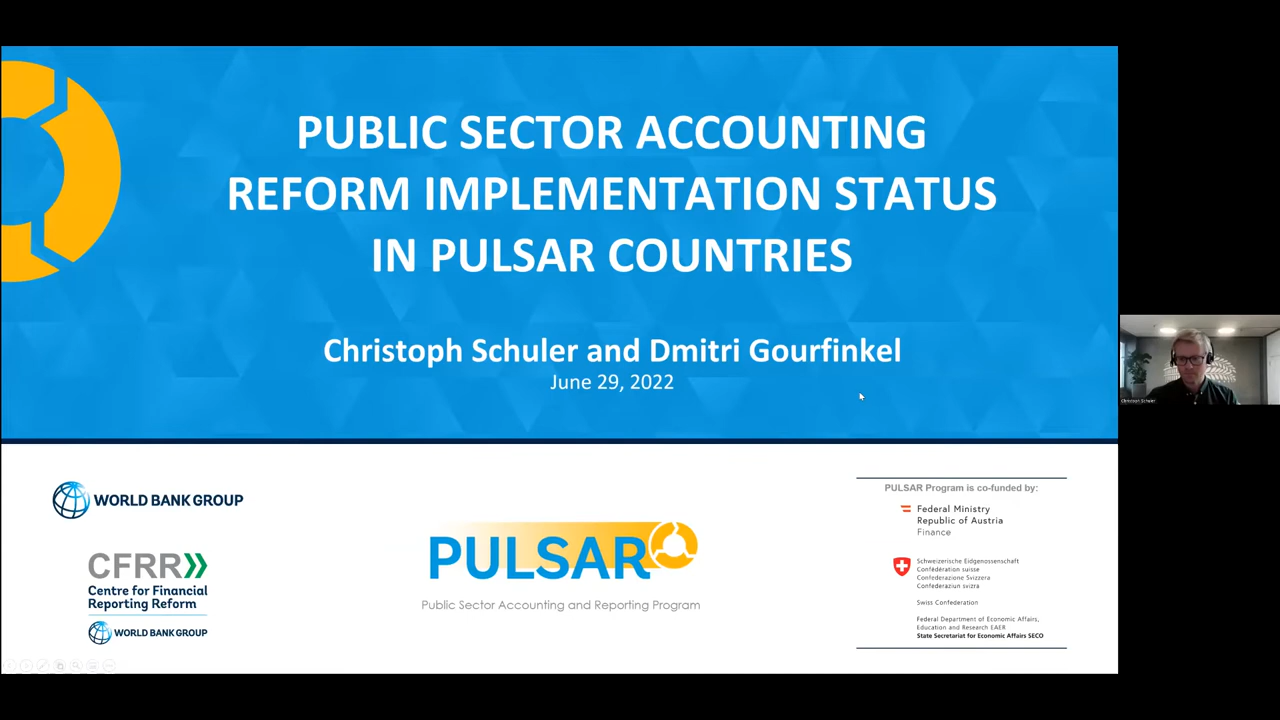 PUBLIC SECTOR ACCOUNTING
REFORM IMPLEMENTATION STATUS
IN PULSAR COUNTRIES
Christoph Schuler and Dmitri Gourfinkel
June 29, 2022
Christoph Schuler
WORLD BANK GROUP
CFRR
Centre for Financial
Reporting Reform
WORLD BANK GROUP
PULSAR
Public Sector Accounting and Reporting Program
PULSAR Program is co-funded by:
Federal Ministry
Republic of Austria
Finance
Schweizerische Eidgenossenschaft
Confédération suisse
Confederazione Svizzera
Confederaziun svizra
Swiss Confederation
Federal Department of Economic Affairs,
Education and Research EAER
State Secretariat for Economic Affairs SECO